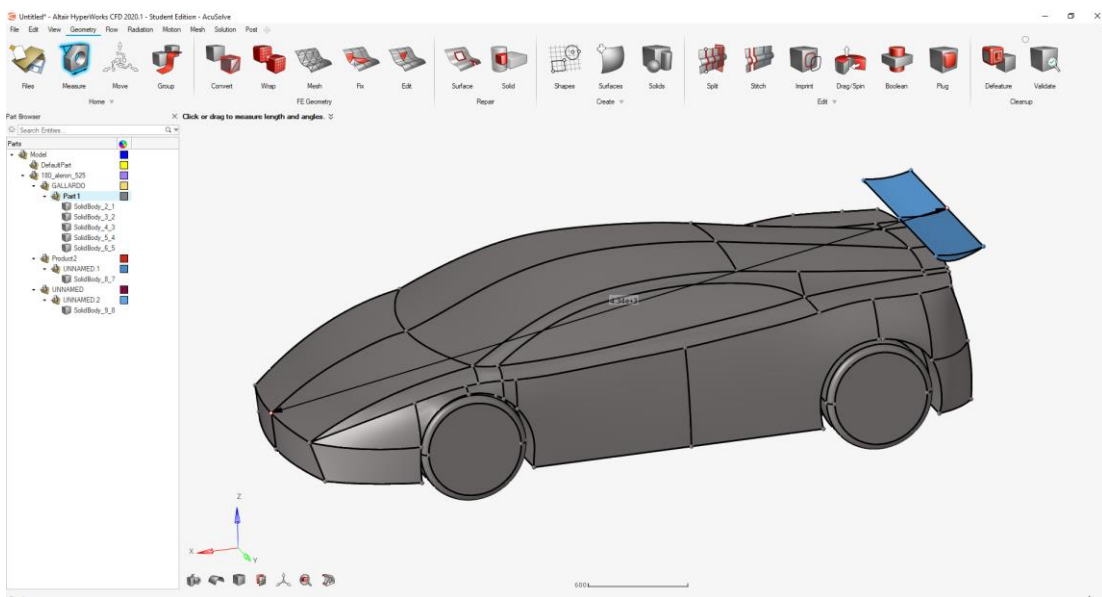 Untitled* - Altair HyperWorks CFD 2020.1 - Student Edition - AcuSolve
File Edit View Geometry Flow Radiation Motion Mesh Solution Post
Files Measure Move Group Convert Wrap Mesh Fix Edit Surface Solid Shapes Surfaces Solids Split Stitch Imprint Drag/Spin Boolean Plug Defeature Validate
Home FE Geometry Repair Create Edit Cleanup
Part Browser
Click or drag to measure length and angles.
Search Entities...
Parts
Model
DefaultPart
180_aleron_525
GALLARDO
Part1
SolidBody_2_1
SolidBody_3_2
SolidBody_4_3
SolidBody_5_4
SolidBody_6_5
Product2
UNNAMED.1
SolidBody_8_7
UNNAMED
UNNAMED.2
SolidBody_9_8
Z
X
Y
600